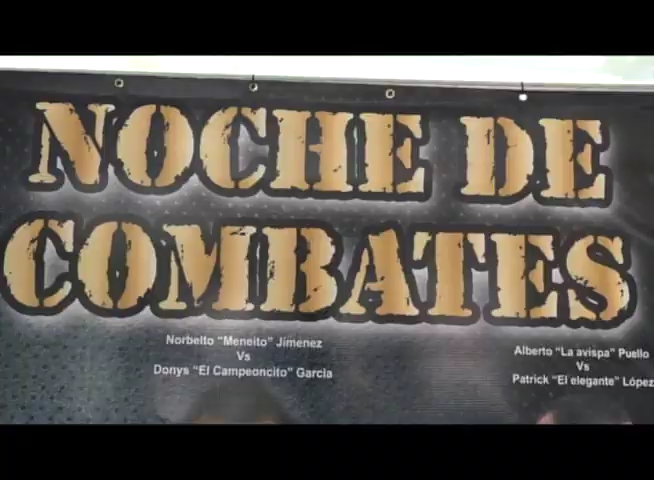 NOCHE DE
COMBATES
Norbelto "Meneito" Jimenez
Vs
Donys "El Campeoncito" Garcia
Alberto "La avispa" Puello
Vs
Patrick "El elegante" López